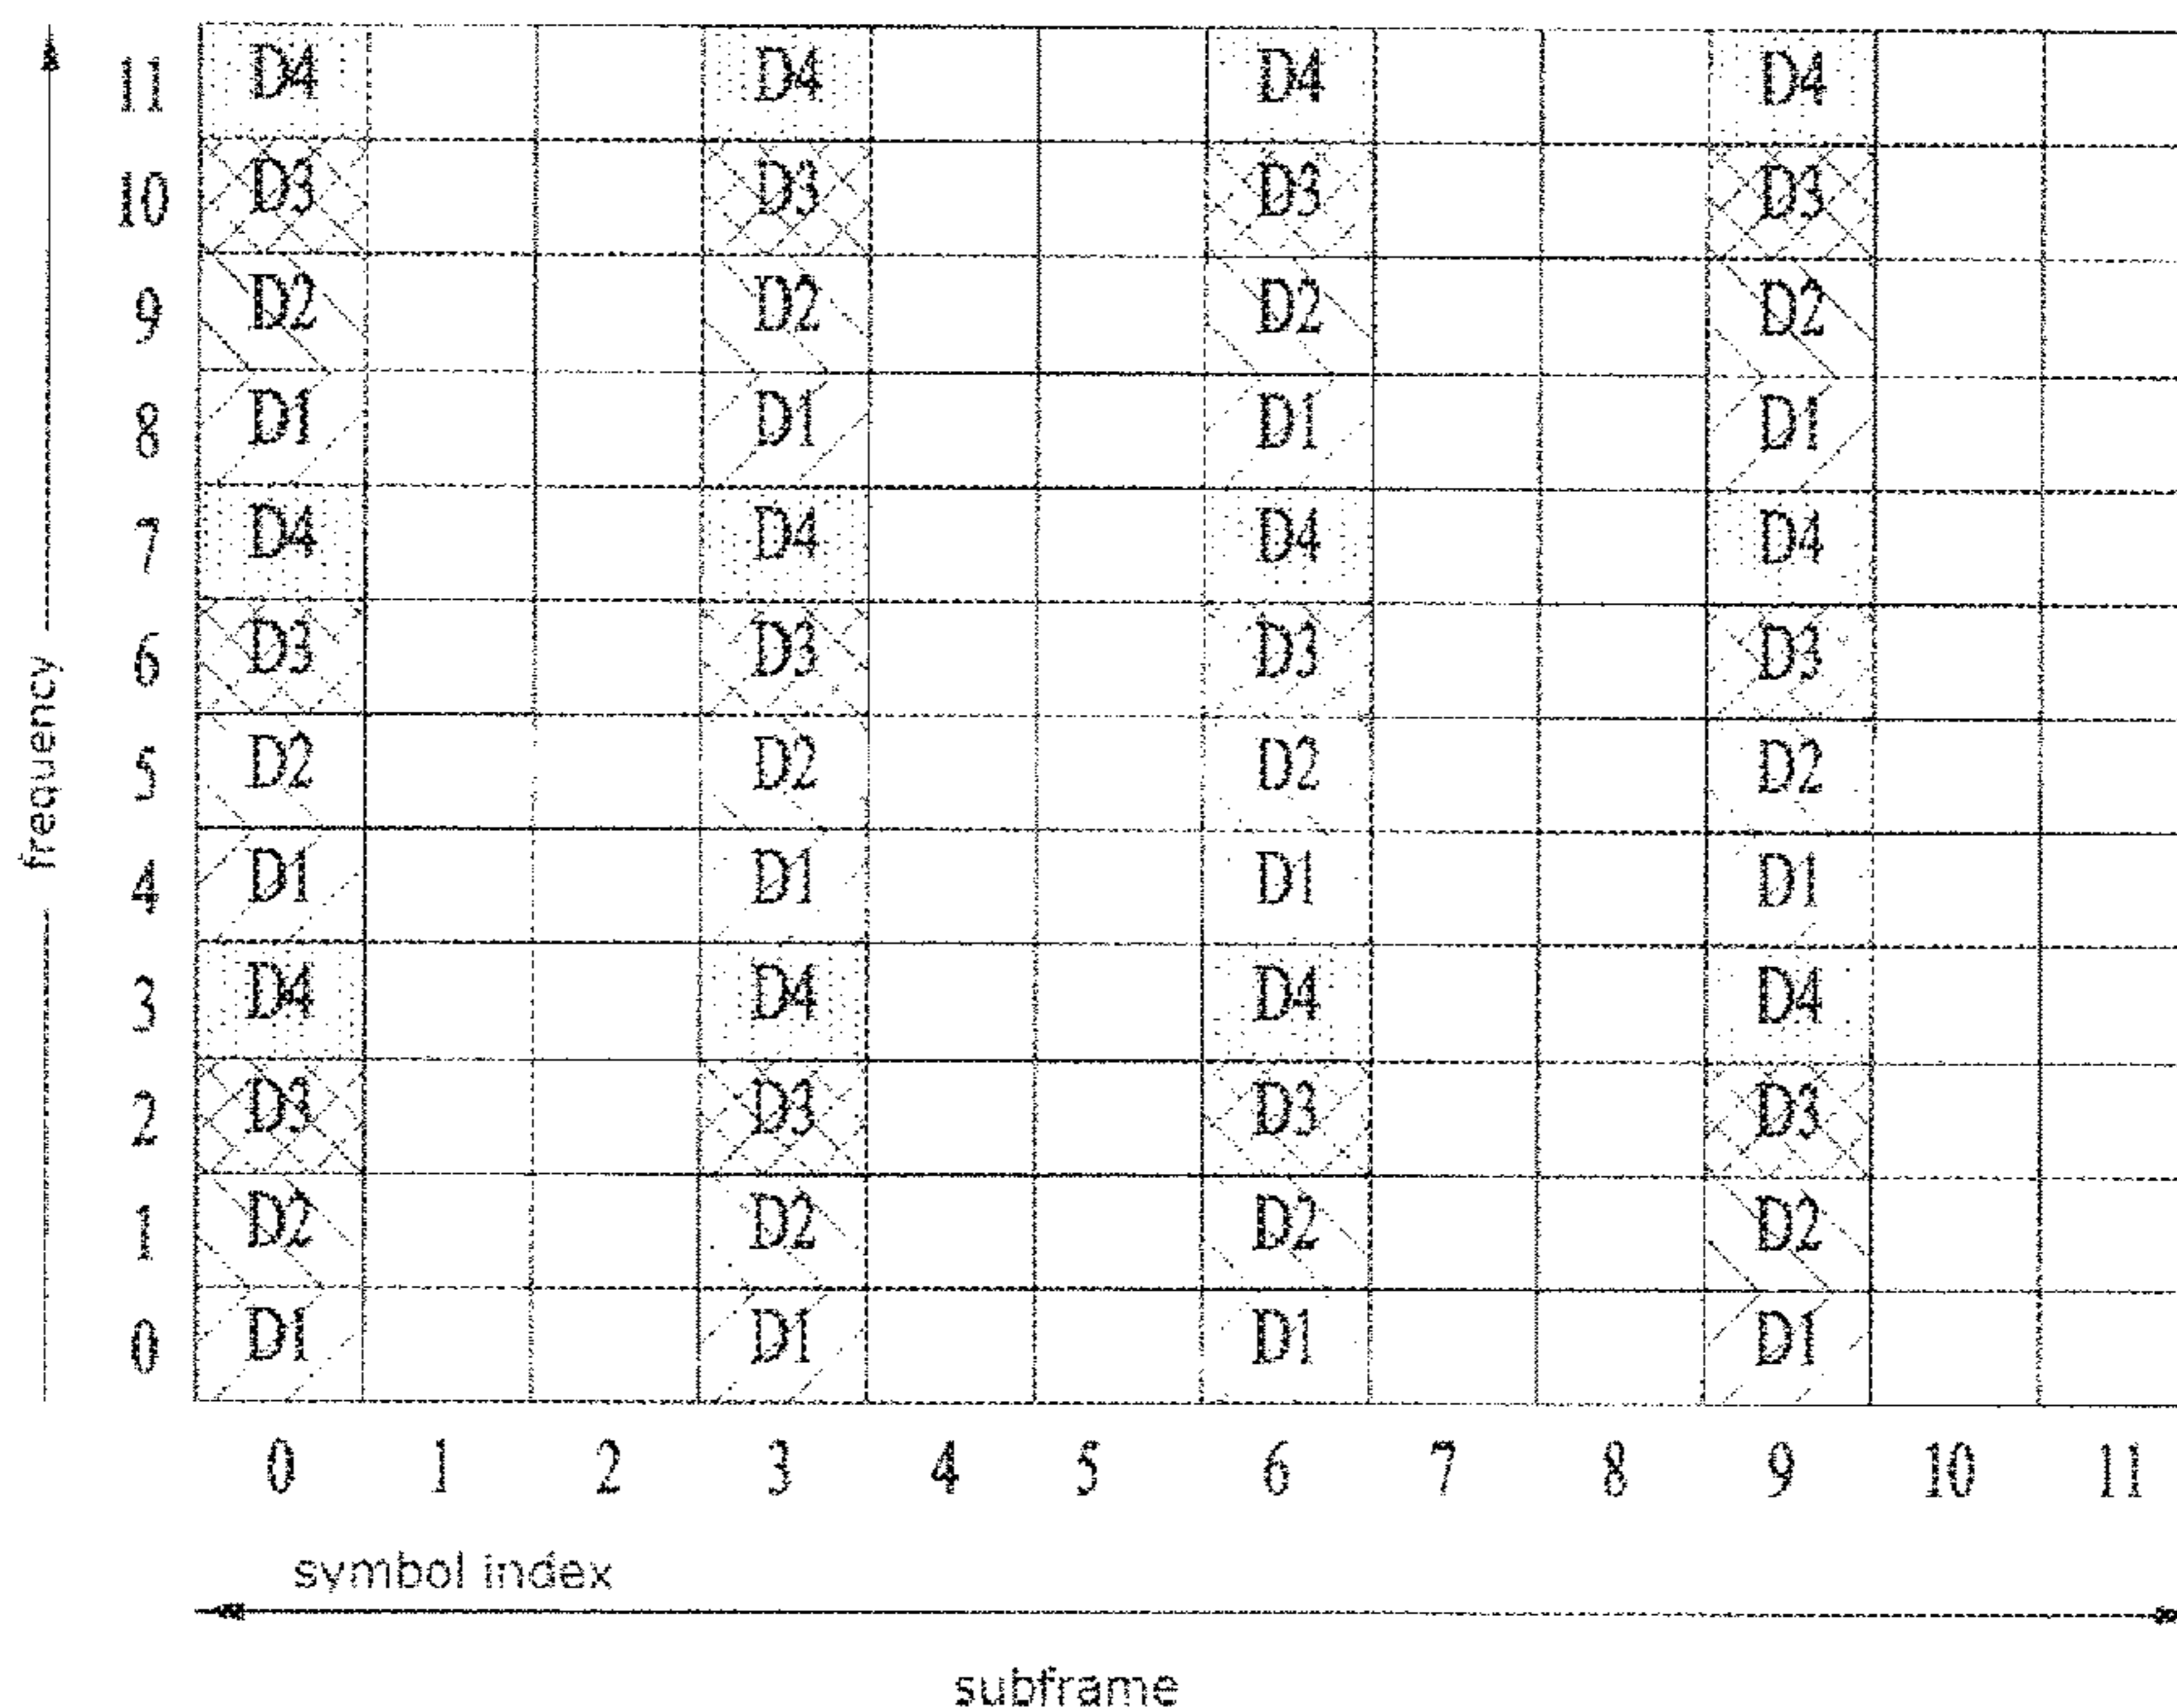 11 D4 D4 D4 D4
10 D3 D3 D3 D3
9 D2 D2 D2 D2
8 D1 D1 D1 D1
7 D4 D4 D4 D4
6 D3 D3 D3 D3
5 D2 D2 D2 D2
4 D1 D1 D1 D1
3 D4 D4 D4 D4
2 D3 D3 D3 D3
1 D2 D2 D2 D2
0 D1 D1 D1 D1
frequency
0 1 2 3 4 5 6 7 8 9 10 11
symbol index
subframe